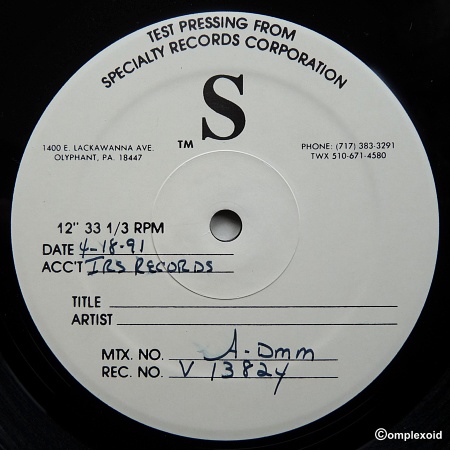 TEST PRESSING FROM
SPECIALTY RECORDS CORPORATION
S
TM
1400 E. LACKAWANNA AVE.
OLYPHANT, PA. 18447
PHONE: (717) 383-3291
TWX 510-671-4580
12" 33 1/3 RPM
DATE 4-18-91
ACC'T IRS RECORDS
TITLE
ARTIST
MTX. NO. A-Dmm
REC. NO. V 13824
©omplexoid